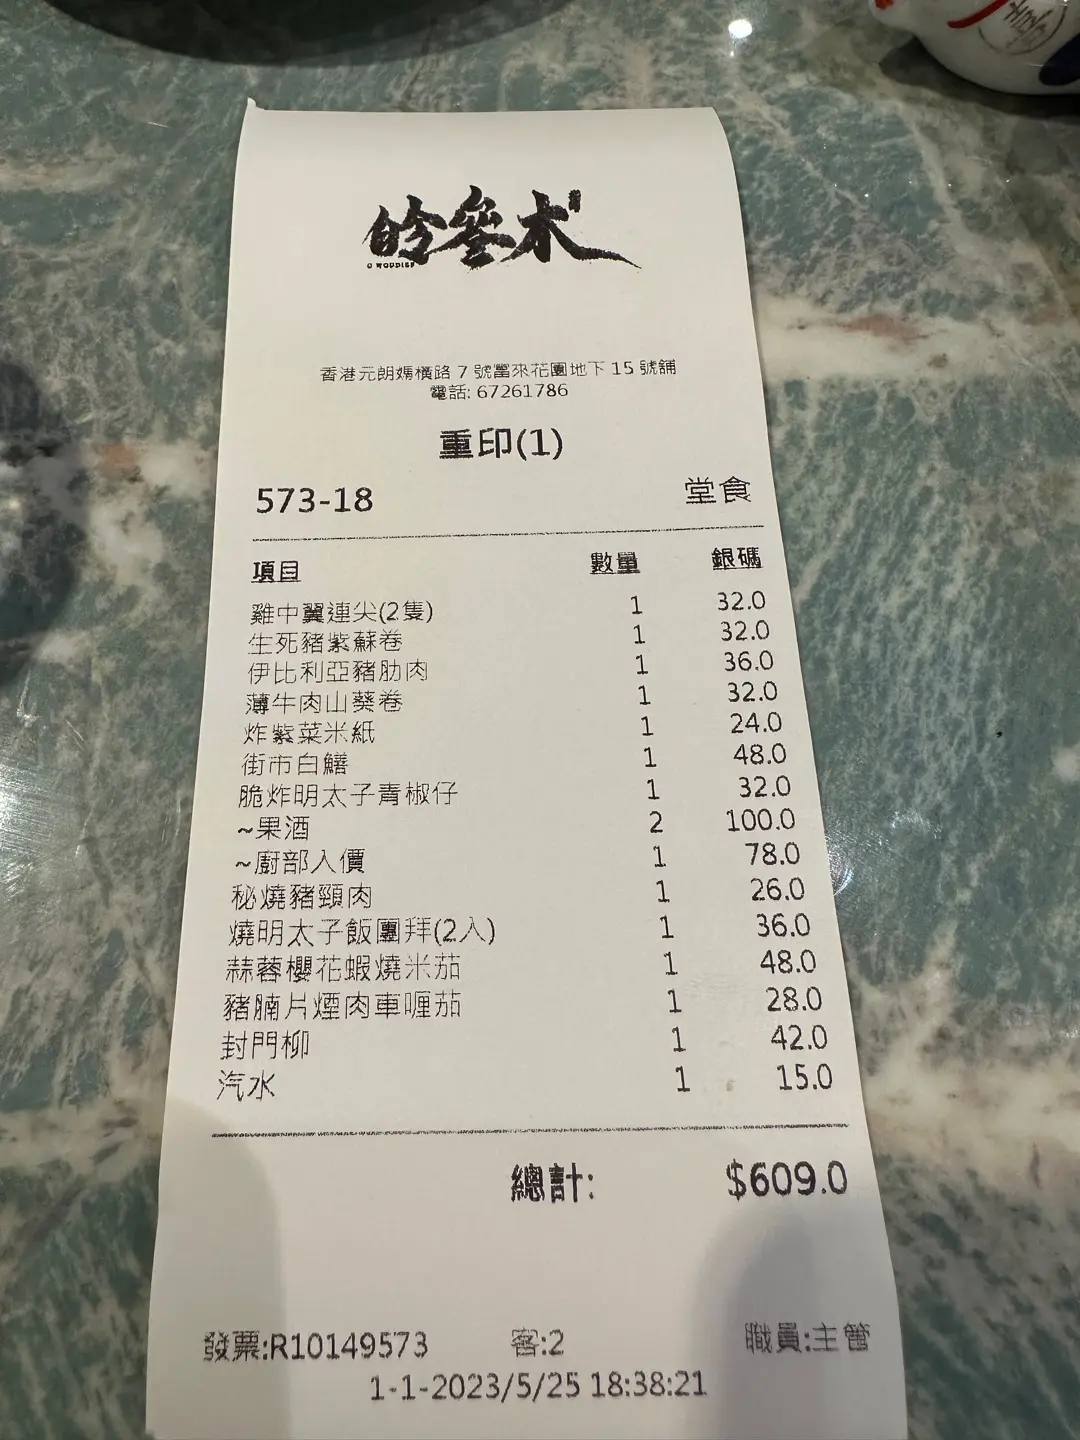 皊參木
O WOODIES
香港元朗媽橫路 7 號富來花園地下 15 號舖
電話: 67261786
重印(1)
573-18 堂食
項目 數量 銀碼
雞中翼連尖(2隻) 1 32.0
生死豬紫蘇卷 1 32.0
伊比利亞豬肋肉 1 36.0
薄牛肉山葵卷 1 32.0
炸紫菜米紙 1 24.0
街市白鱔 1 48.0
脆炸明太子青椒仔 1 32.0
~果酒 2 100.0
~廚部入價 1 78.0
秘燒豬頸肉 1 26.0
燒明太子飯團拜(2入) 1 36.0
蒜蓉櫻花蝦燒米茄 1 48.0
豬腩片煙肉車喱茄 1 28.0
封門柳 1 42.0
汽水 1 15.0
總計: $609.0
發票:R10149573 客:2 職員:主管
1-1-2023/5/25 18:38:21